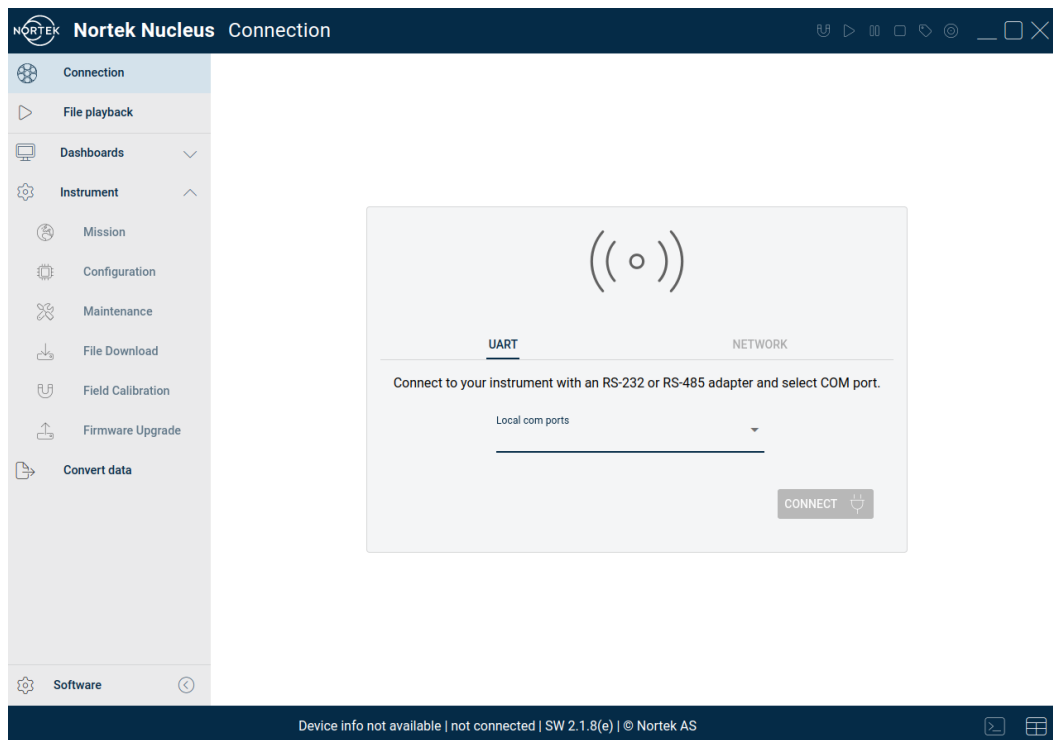 NORTEK Nortek Nucleus Connection
Connection
File playback
Dashboards
Instrument
Mission
Configuration
Maintenance
File Download
Field Calibration
Firmware Upgrade
Convert data
UART NETWORK
Connect to your instrument with an RS-232 or RS-485 adapter and select COM port.
Local com ports
CONNECT
Software
Device info not available | not connected | SW 2.1.8(e) | © Nortek AS